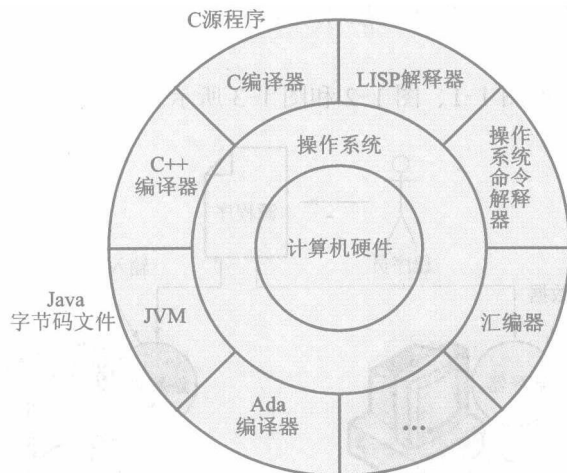 C源程序
C编译器
LISP解释器
C++
编译器
操作系统
操作
系统
命令
解释
器
计算机硬件
Java
字节码文件
JVM
汇编器
Ada
编译器
...